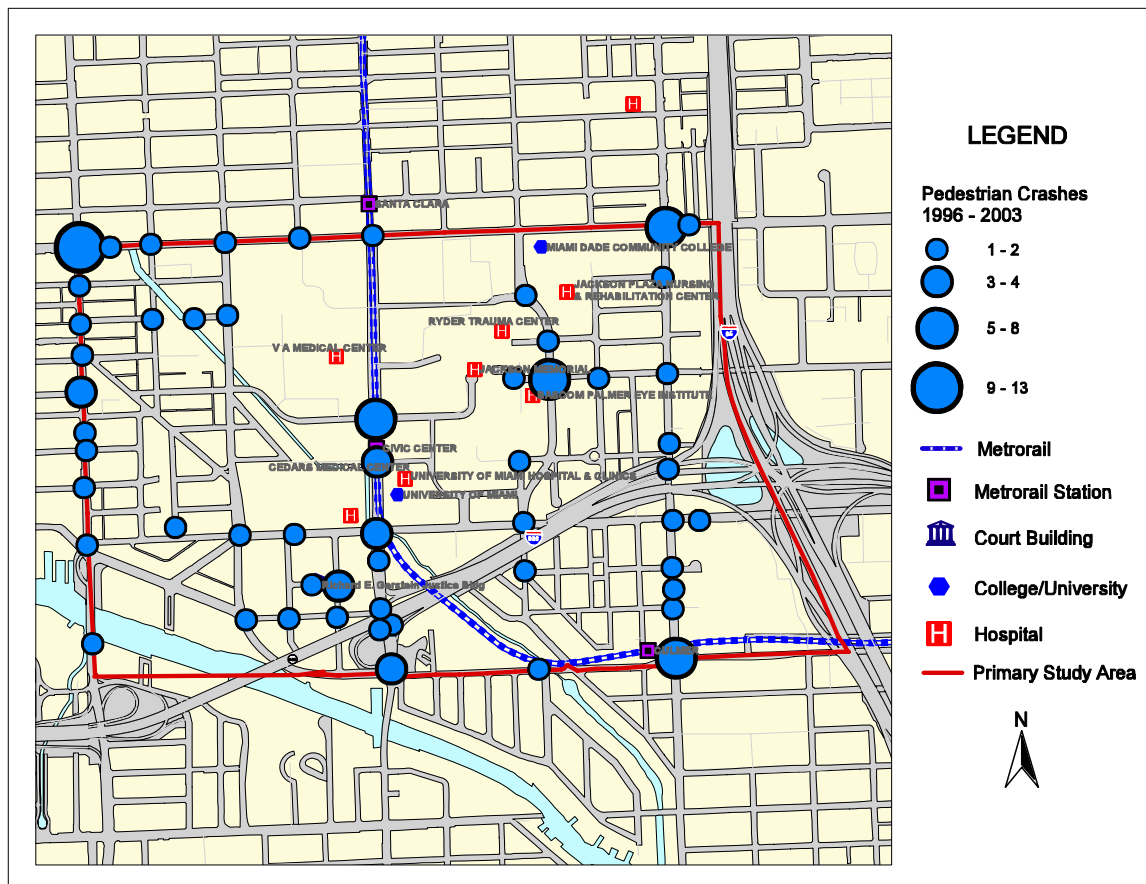 SANTA CLARA
MIAMI DADE COMMUNITY COLLEGE
JACKSON PLAZA NURSING
& REHABILITATION CENTER
RYDER TRAUMA CENTER
V A MEDICAL CENTER
JACKSON MEMORIAL
BASCOM PALMER EYE INSTITUTE
CIVIC CENTER
CEDARS MEDICAL CENTER
UNIVERSITY OF MIAMI HOSPITAL & CLINICS
UNIVERSITY OF MIAMI
Richard E. Gerstein Justice Bldg
CULMER
H
H
H
H
H
H
H
H
LEGEND
Pedestrian Crashes
1996 - 2003
1 - 2
3 - 4
5 - 8
9 - 13
Metrorail
Metrorail Station
Court Building
College/University
H Hospital
Primary Study Area
N